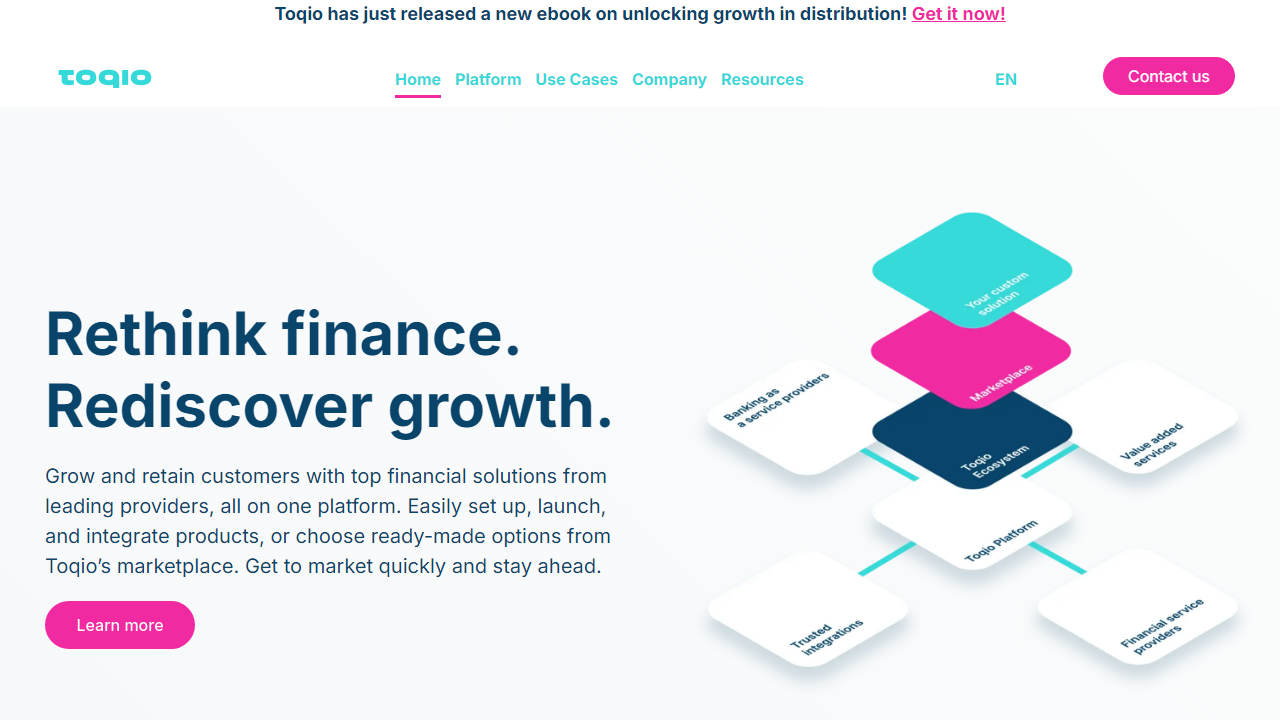 Toqio has just released a new ebook on unlocking growth in distribution! Get it now!
TOQIO
Home Platform Use Cases Company Resources EN Contact us
Rethink finance.
Rediscover growth.
Grow and retain customers with top financial solutions from
leading providers, all on one platform. Easily set up, launch,
and integrate products, or choose ready-made options from
Toqio’s marketplace. Get to market quickly and stay ahead.
Learn more
Your custom
solution
Marketplace
Banking as
a service providers
Toqio
Ecosystem
Value added
services
Toqio Platform
Trusted
integrations
Financial service
providers